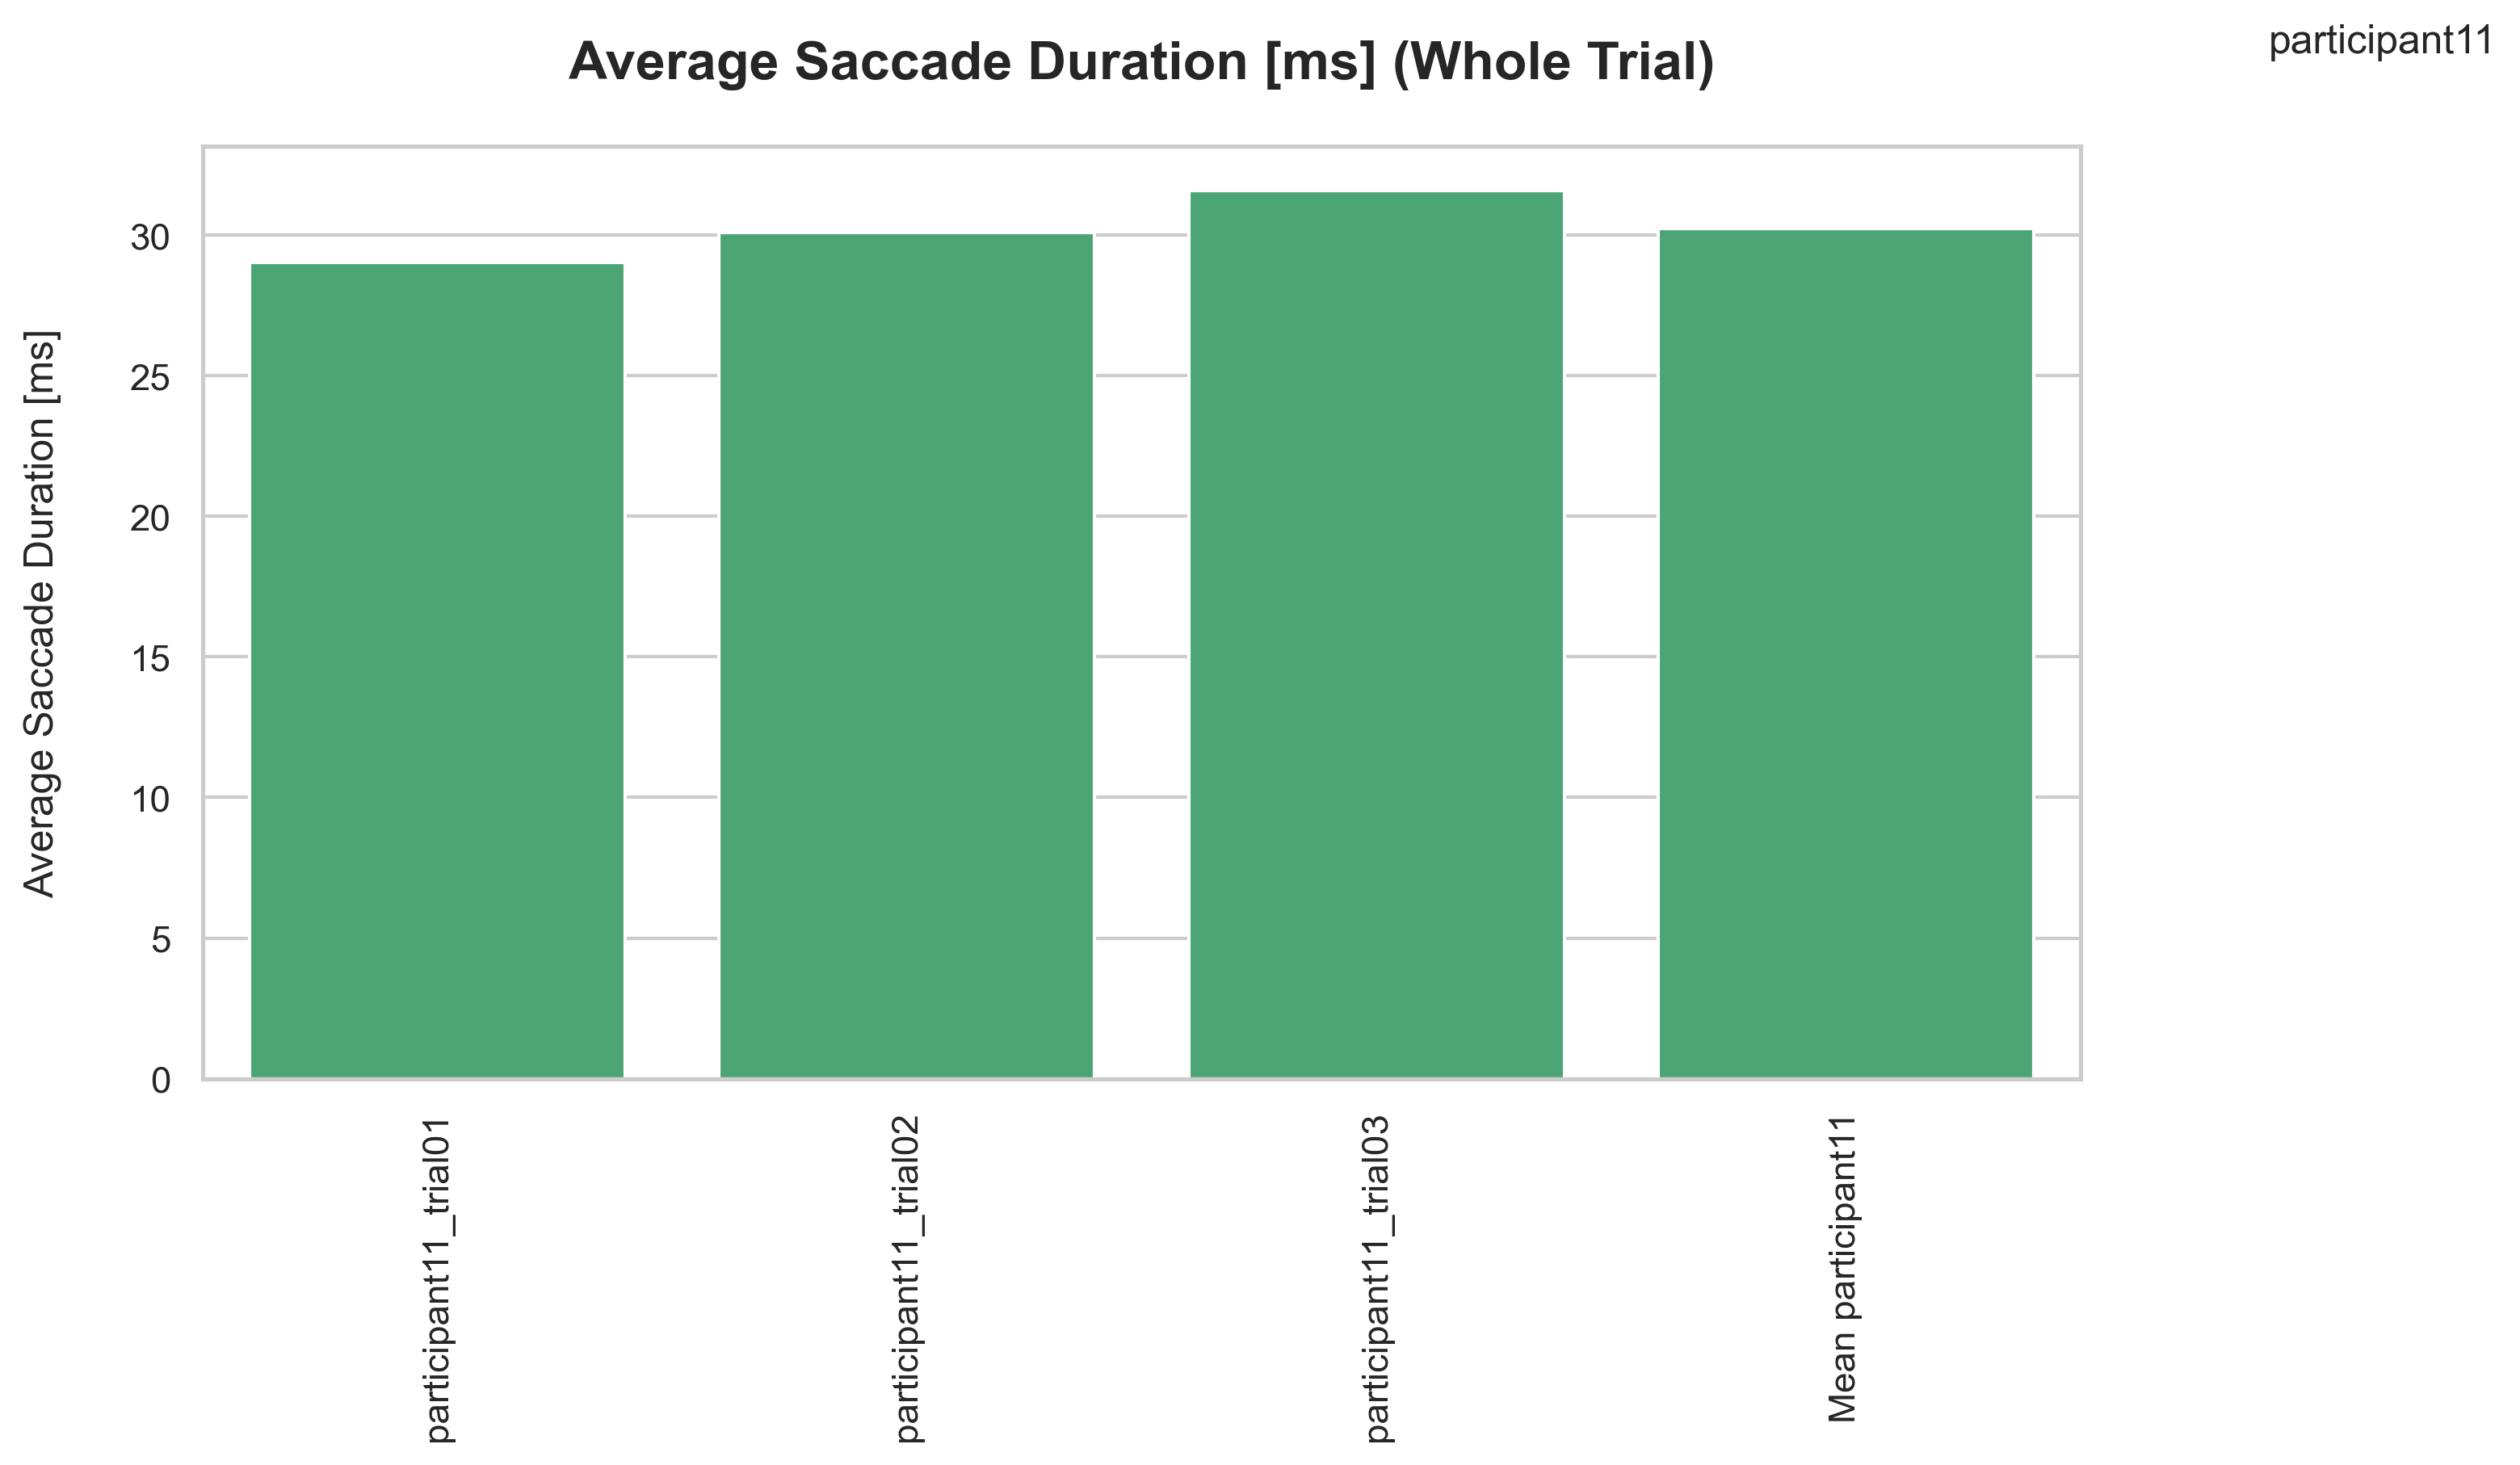 participant11
Average Saccade Duration [ms] (Whole Trial)
Average Saccade Duration [ms]
30
25
20
15
10
5
0
participant11_trial01
participant11_trial02
participant11_trial03
Mean participant11